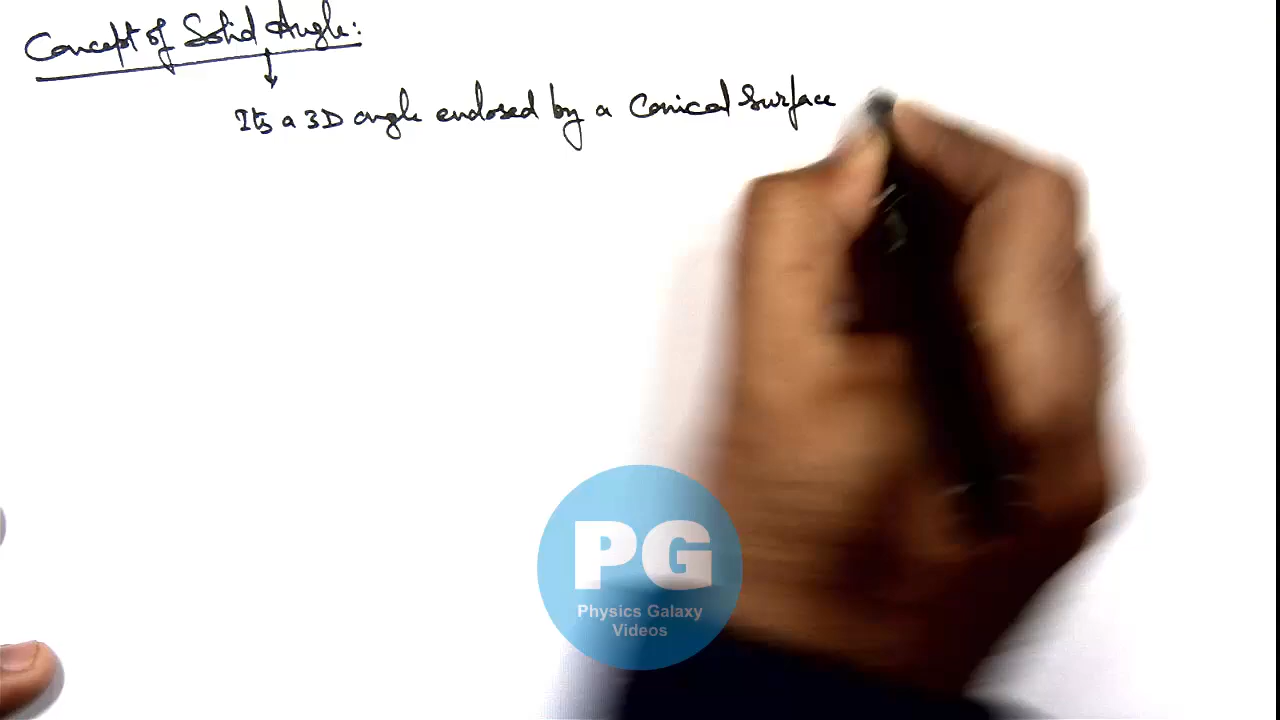 Concept of Solid Angle:
Its a 3D angle enclosed by a Conical Surface
PG
Physics Galaxy
Videos